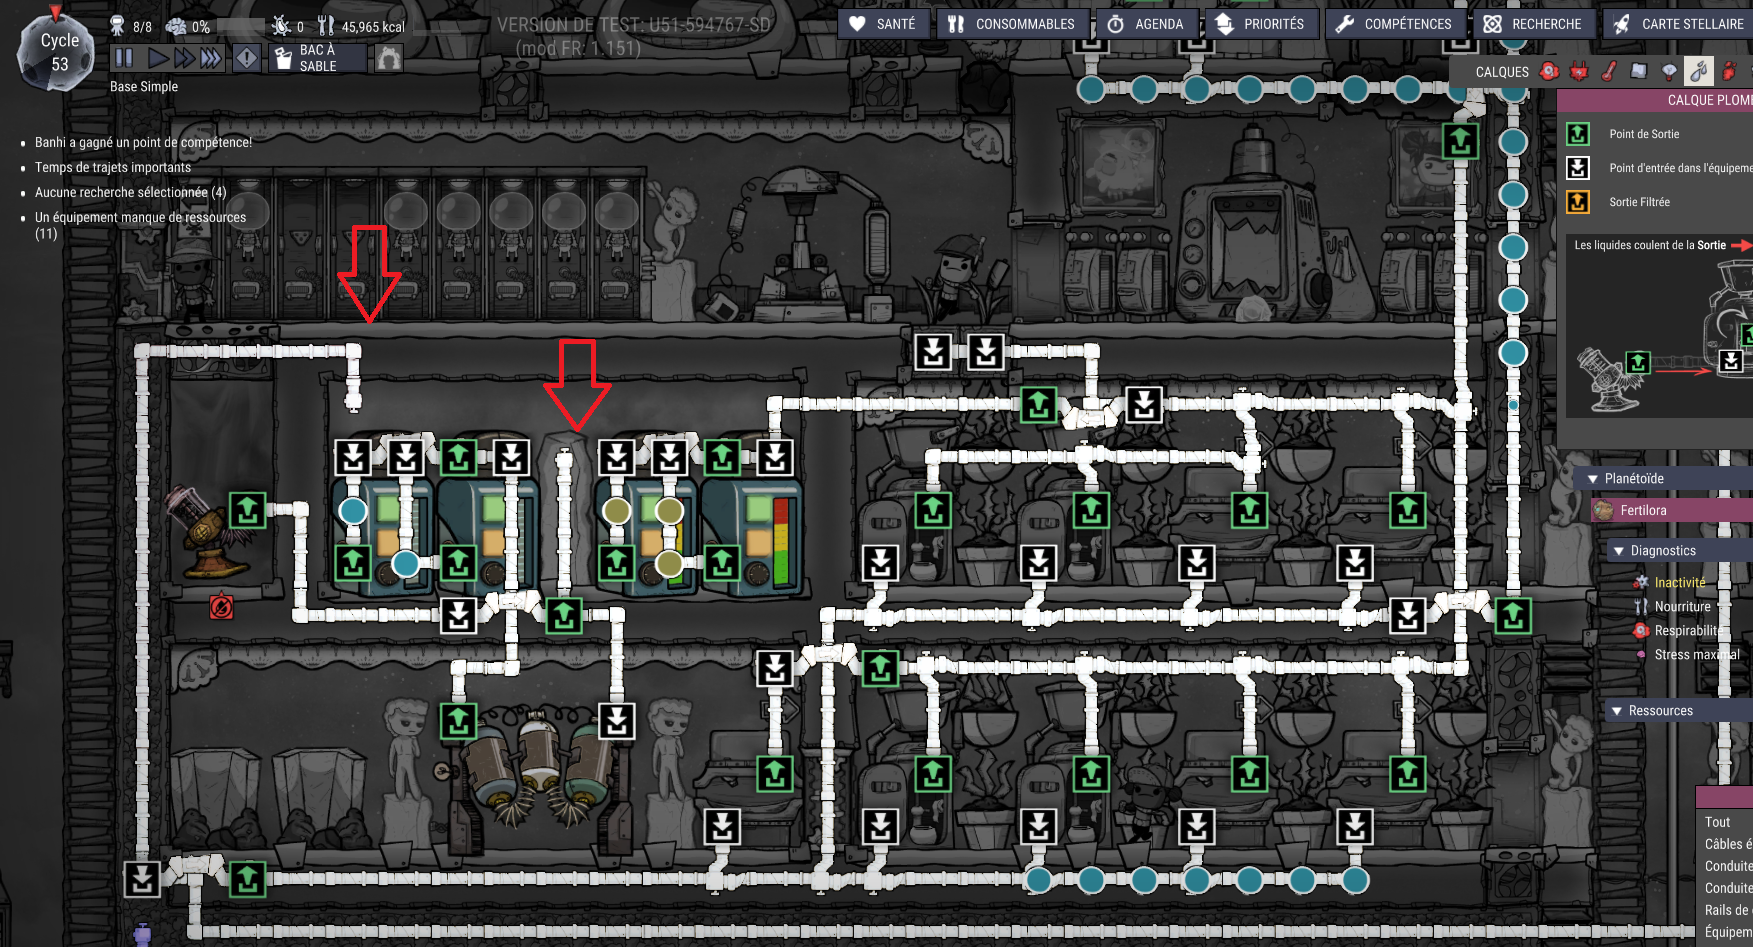 Cycle
53
8/8
0%
0
45,965 kcal
VERSION DE TEST: U51-594767-SD
(mod FR: 1.151)
SANTÉ
CONSOMMABLES
AGENDA
PRIORITÉS
COMPÉTENCES
RECHERCHE
CARTE STELLAIRE
BAC À
SABLE
Base Simple
CALQUES
CALQUE PLOM
Point de Sortie
Point d'entrée dans l'équipeme
Sortie Filtrée
Les liquides coulent de la Sortie
Banhi a gagné un point de compétence!
Temps de trajets importants
Aucune recherche sélectionnée (4)
Un équipement manque de ressources
(11)
Planétoïde
Fertilora
Diagnostics
Inactivité
Nourriture
Respirabilité
Stress maximal
Ressources
Tout
Câbles é
Conduite
Conduite
Rails de
Équipem